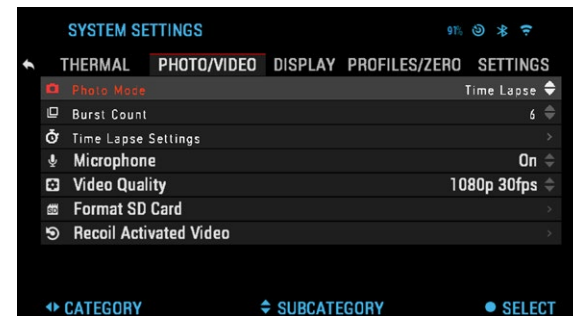 SYSTEM SETTINGS 91%
THERMAL PHOTO/VIDEO DISPLAY PROFILES/ZERO SETTINGS
Photo Mode Time Lapse
Burst Count 6
Time Lapse Settings
Microphone On
Video Quality 1080p 30fps
Format SD Card
Recoil Activated Video
CATEGORY SUBCATEGORY SELECT